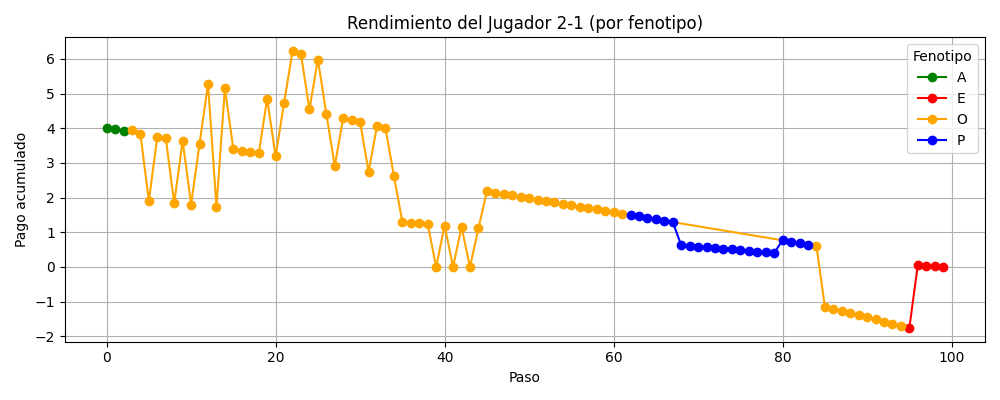 Rendimiento del Jugador 2-1 (por fenotipo)
Pago acumulado
6
5
4
3
2
1
0
−1
−2
0
20
40
60
80
100
Paso
Fenotipo
A
E
O
P